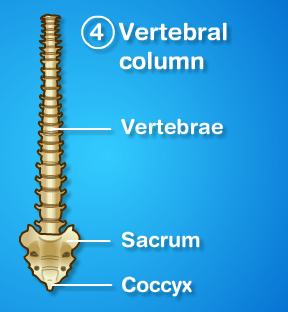 ④ Vertebral
column
Vertebrae
Sacrum
Coccyx